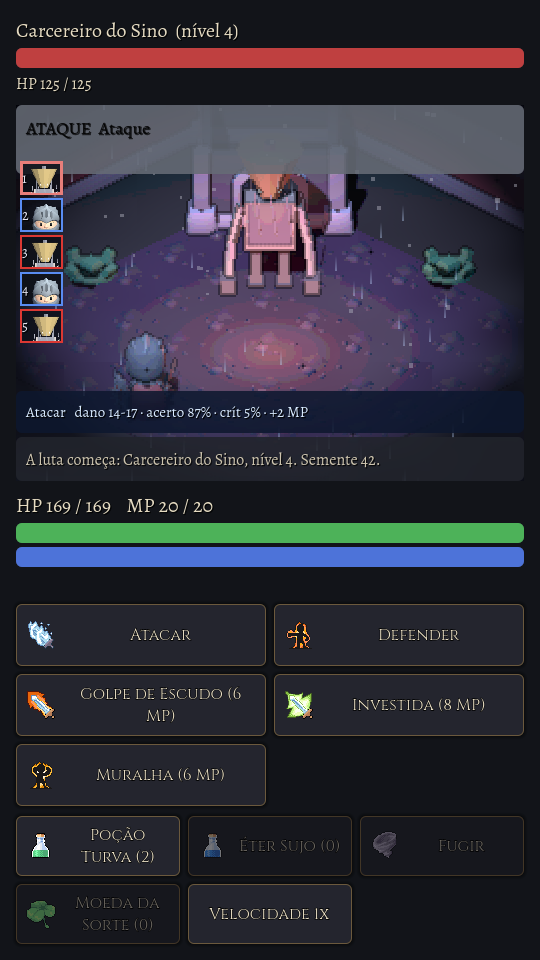 Carcereiro do Sino (nível 4)
HP 125 / 125
ATAQUE Ataque
1
2
3
4
5
Atacar dano 14-17 · acerto 87% · crít 5% · +2 MP
A luta começa: Carcereiro do Sino, nível 4. Semente 42.
HP 169 / 169 MP 20 / 20
Atacar
Defender
Golpe de Escudo (6
MP)
Investida (8 MP)
Muralha (6 MP)
Poção
Turva (2)
Éter Sujo (0)
Fugir
Moeda da
Sorte (0)
Velocidade 1x